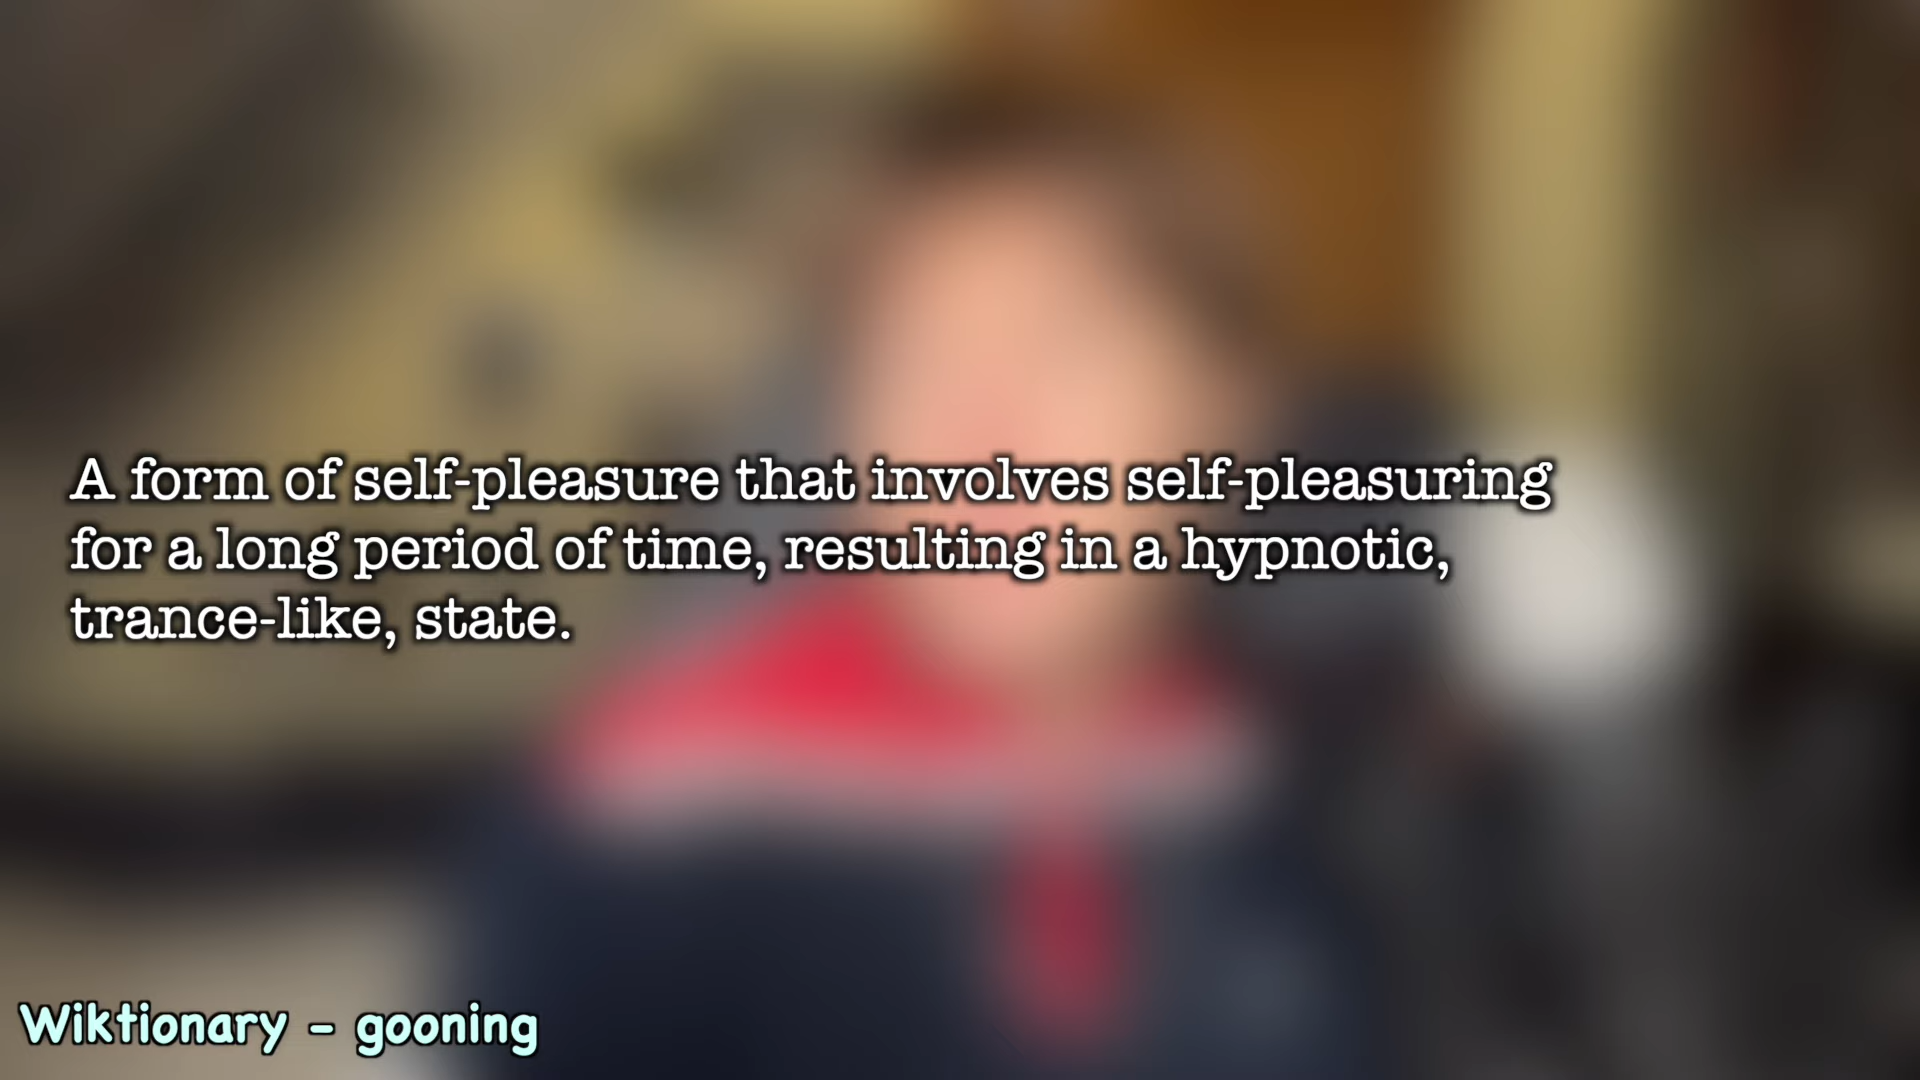 A form of self-pleasure that involves self-pleasuring
for a long period of time, resulting in a hypnotic,
trance-like, state.
Wiktionary - gooning